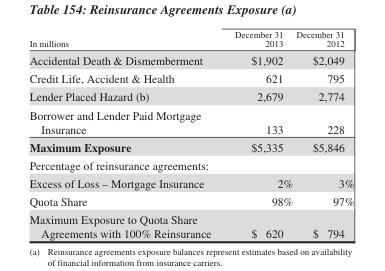 Table 154: Reinsurance Agreements Exposure (a)
In millions December 31 2013 December 31 2012
Accidental Death & Dismemberment $1,902 $2,049
Credit Life, Accident & Health 621 795
Lender Placed Hazard (b) 2,679 2,774
Borrower and Lender Paid Mortgage
Insurance 133 228
Maximum Exposure $5,335 $5,846
Percentage of reinsurance agreements:
Excess of Loss – Mortgage Insurance 2% 3%
Quota Share 98% 97%
Maximum Exposure to Quota Share
Agreements with 100% Reinsurance $ 620 $ 794
(a) Reinsurance agreements exposure balances represent estimates based on availability
of financial information from insurance carriers.